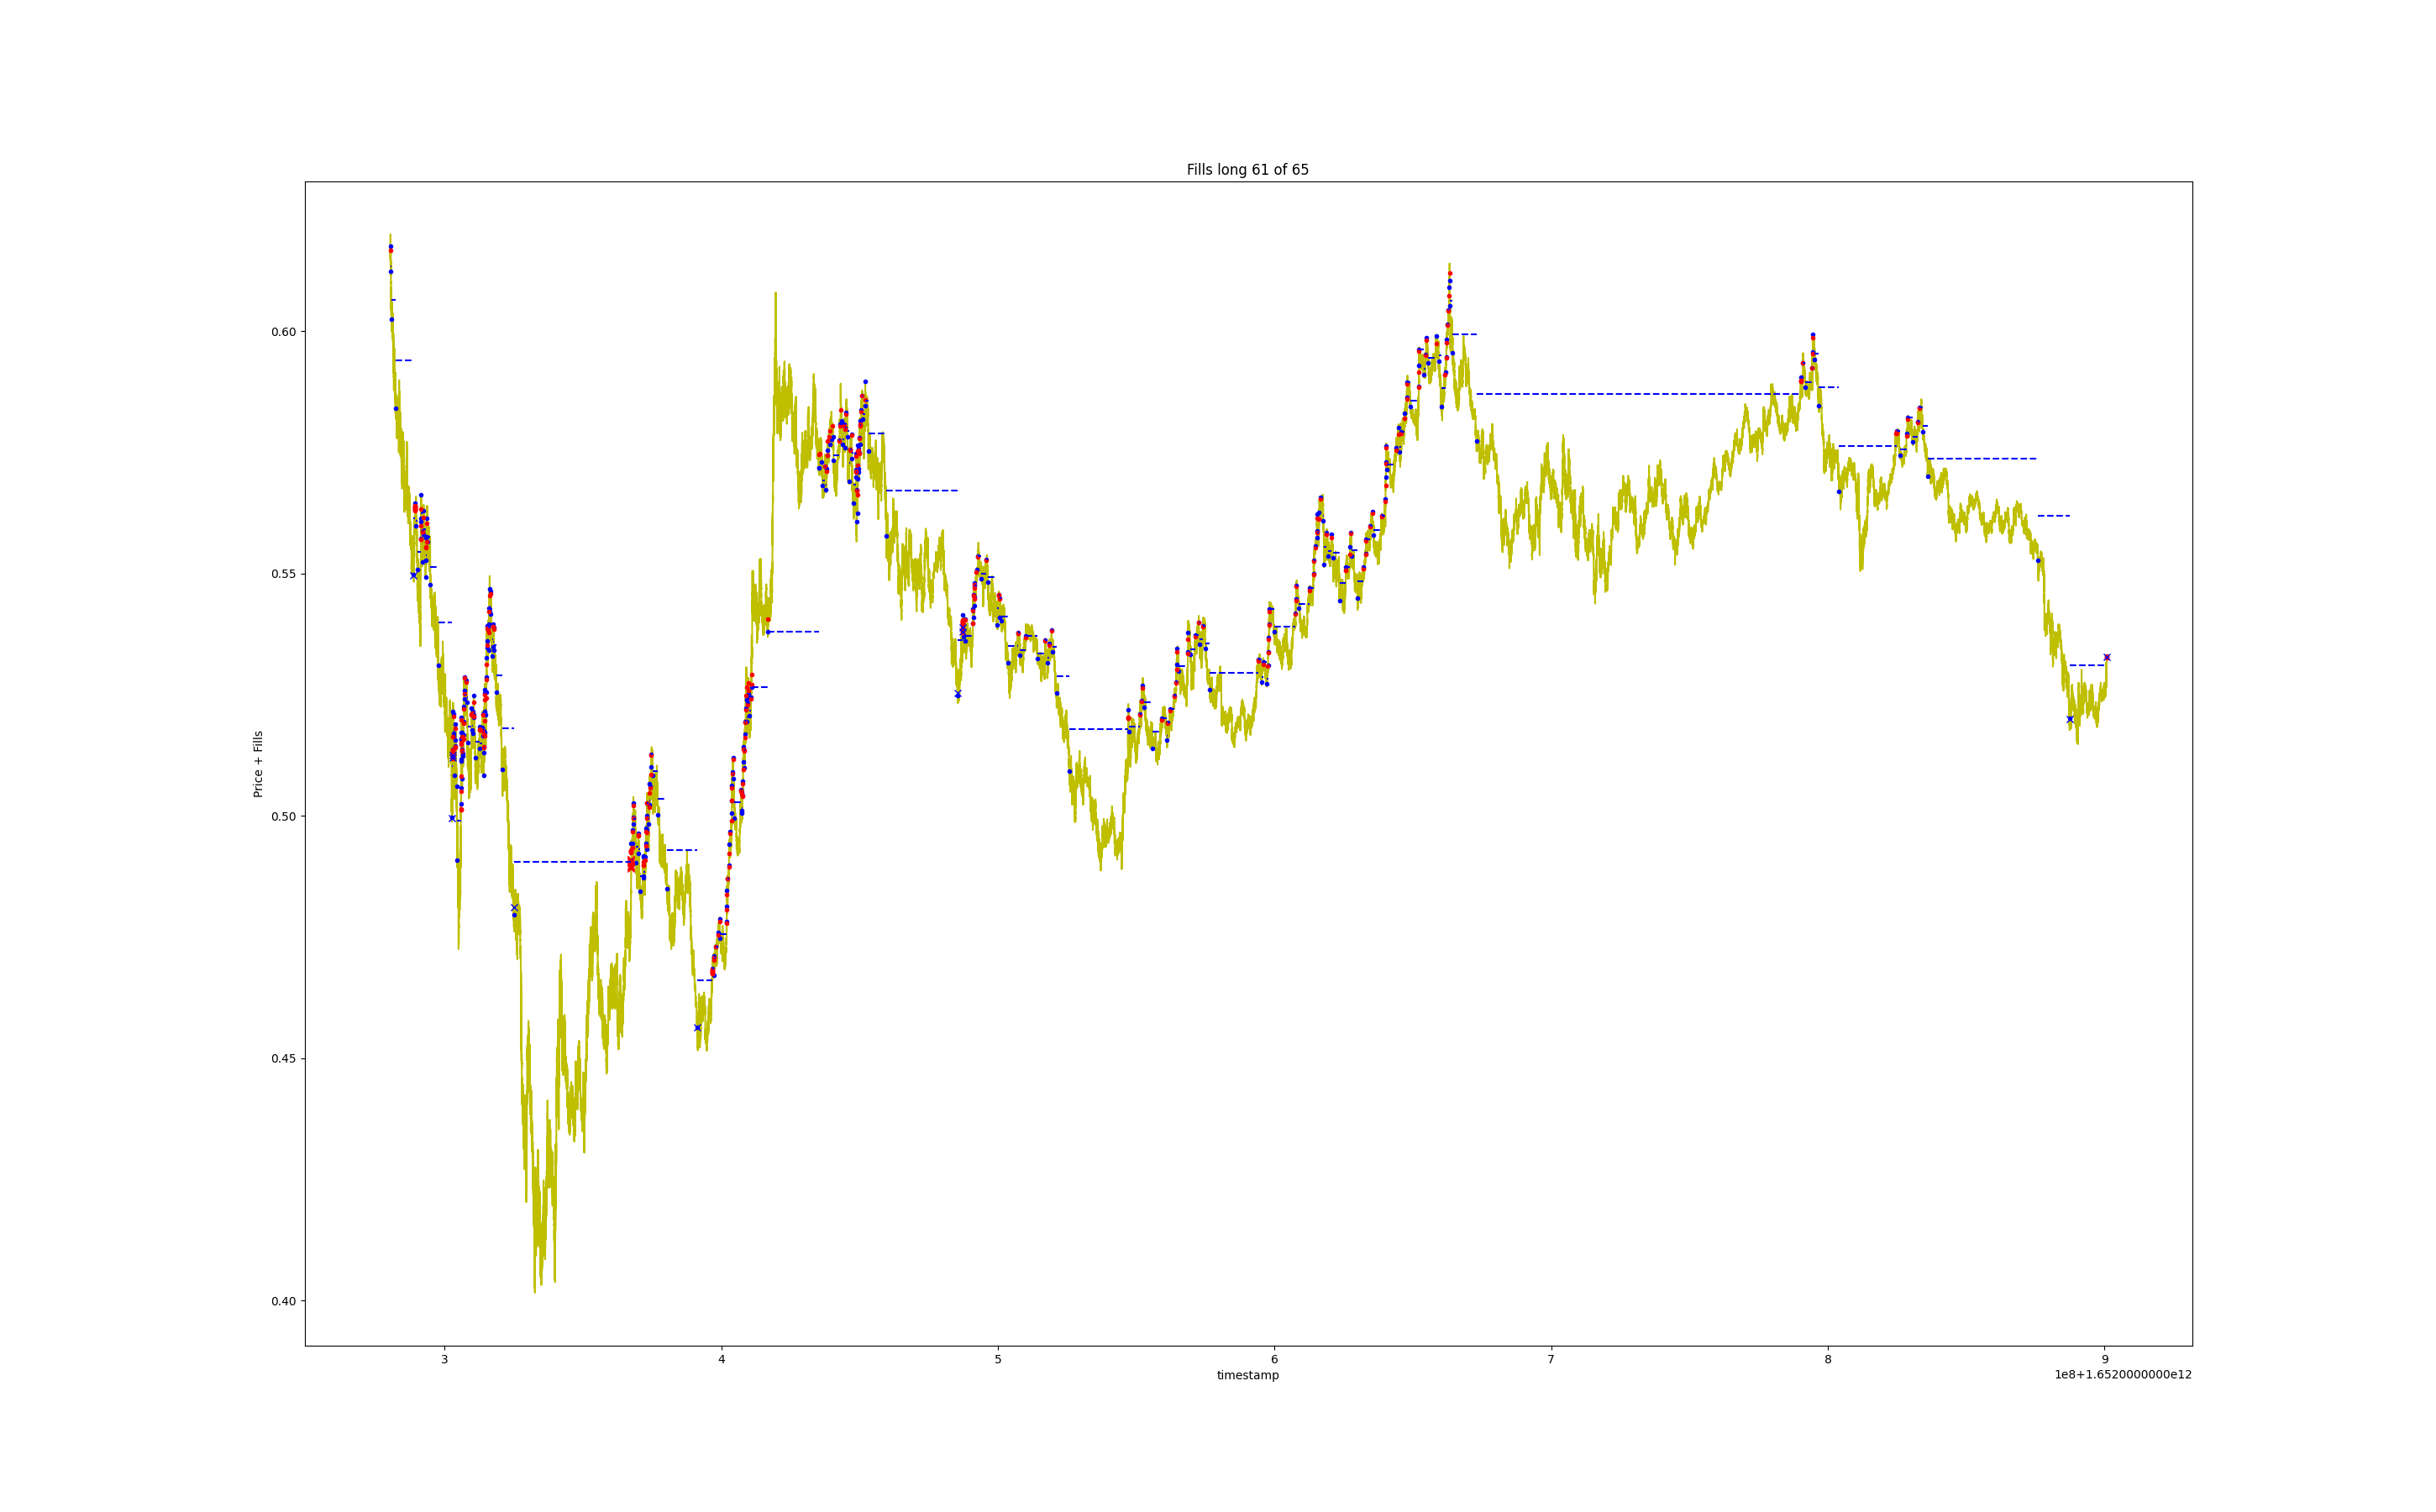 Fills long 61 of 65
0.60
0.55
0.50
0.45
0.40
Price + Fills
3 4 5 6 7 8 9
timestamp
1e8+1.6520000000e12